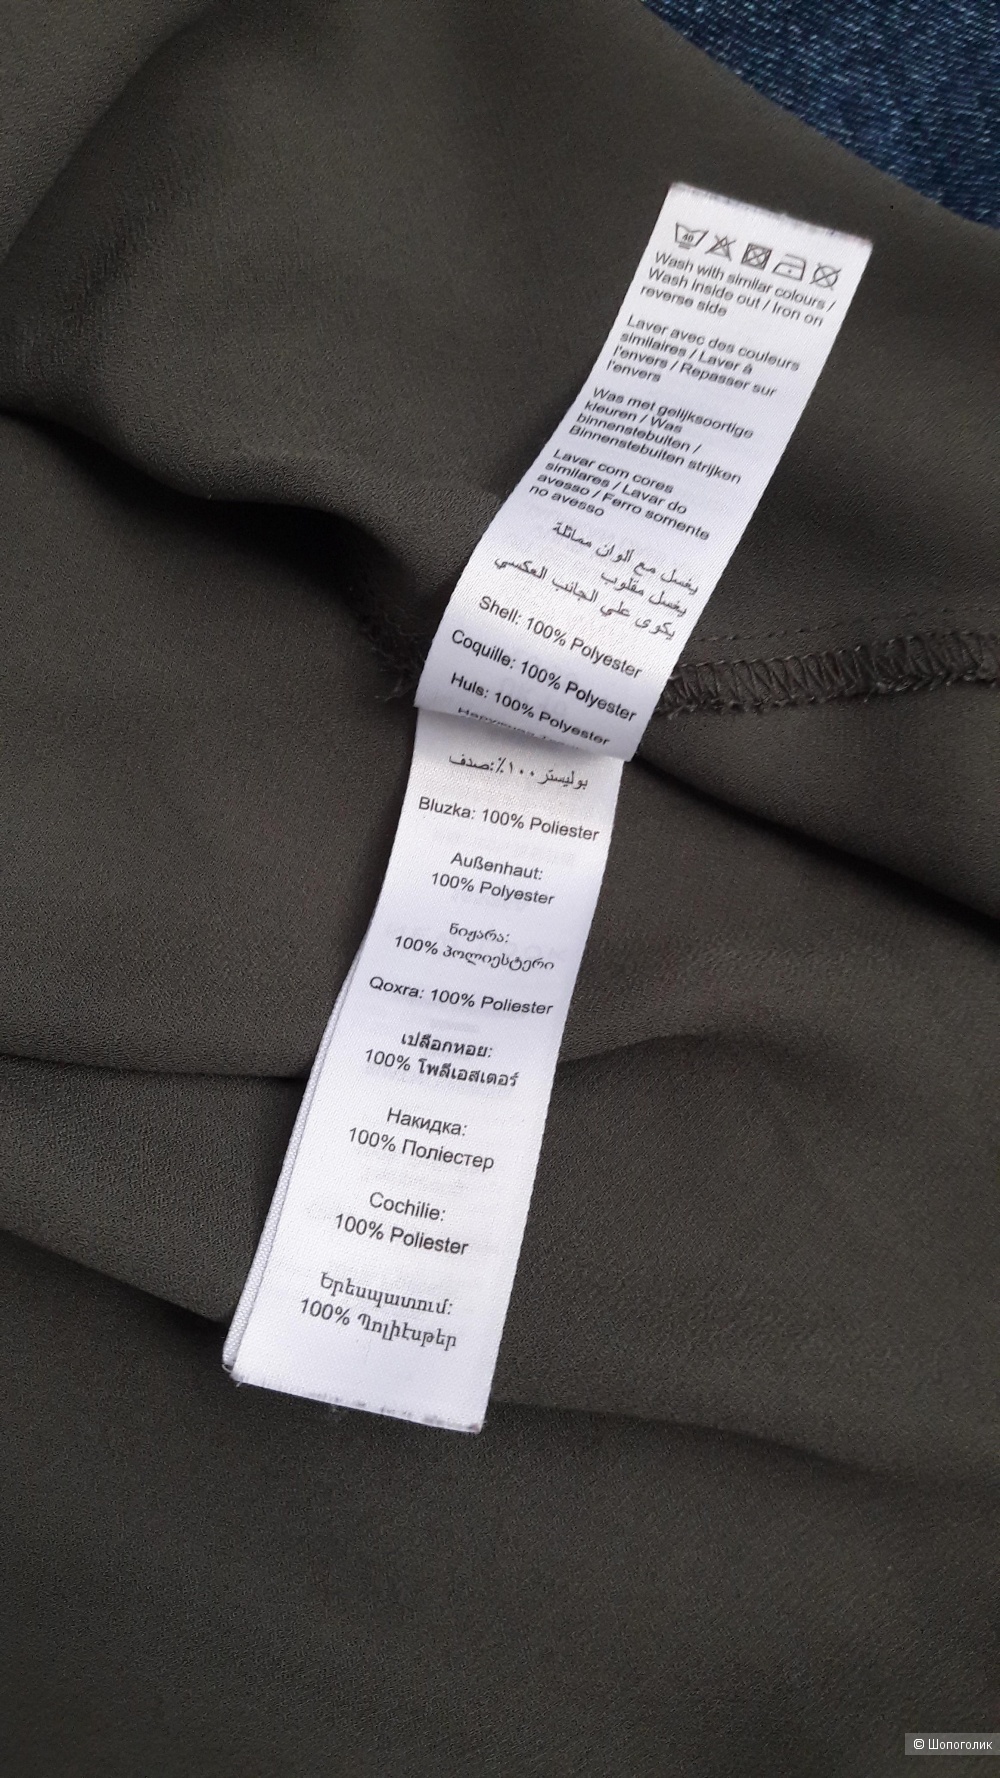 40
Wash with similar colours /
Wash inside out / Iron on
reverse side
Laver avec des couleurs
similaires / Laver à
l'envers / Repasser sur
l'envers
Was met gelijksoortige
kleuren / Was
binnenstebuiten /
Binnenstebuiten strijken
Lavar com cores
similares / Lavar do
avesso / Ferro somente
no avesso
يغسل مع ألوان مماثلة
يغسل مقلوب
يكوى علي الجانب العكسي
Shell: 100% Polyester
Coquille: 100% Polyester
Huls: 100% Polyester
بوليستر ١٠٠٪:صدف
Bluzka: 100% Poliester
Außenhaut:
100% Polyester
ნიჟარა:
100% პოლიესტერი
Qoxra: 100% Poliester
เปลือกหอย:
100% โพลีเอสเตอร์
Накидка:
100% Поліестер
Cochilie:
100% Poliester
Երեսպատում:
100% Պոլիէսթեր
© Шопоголик